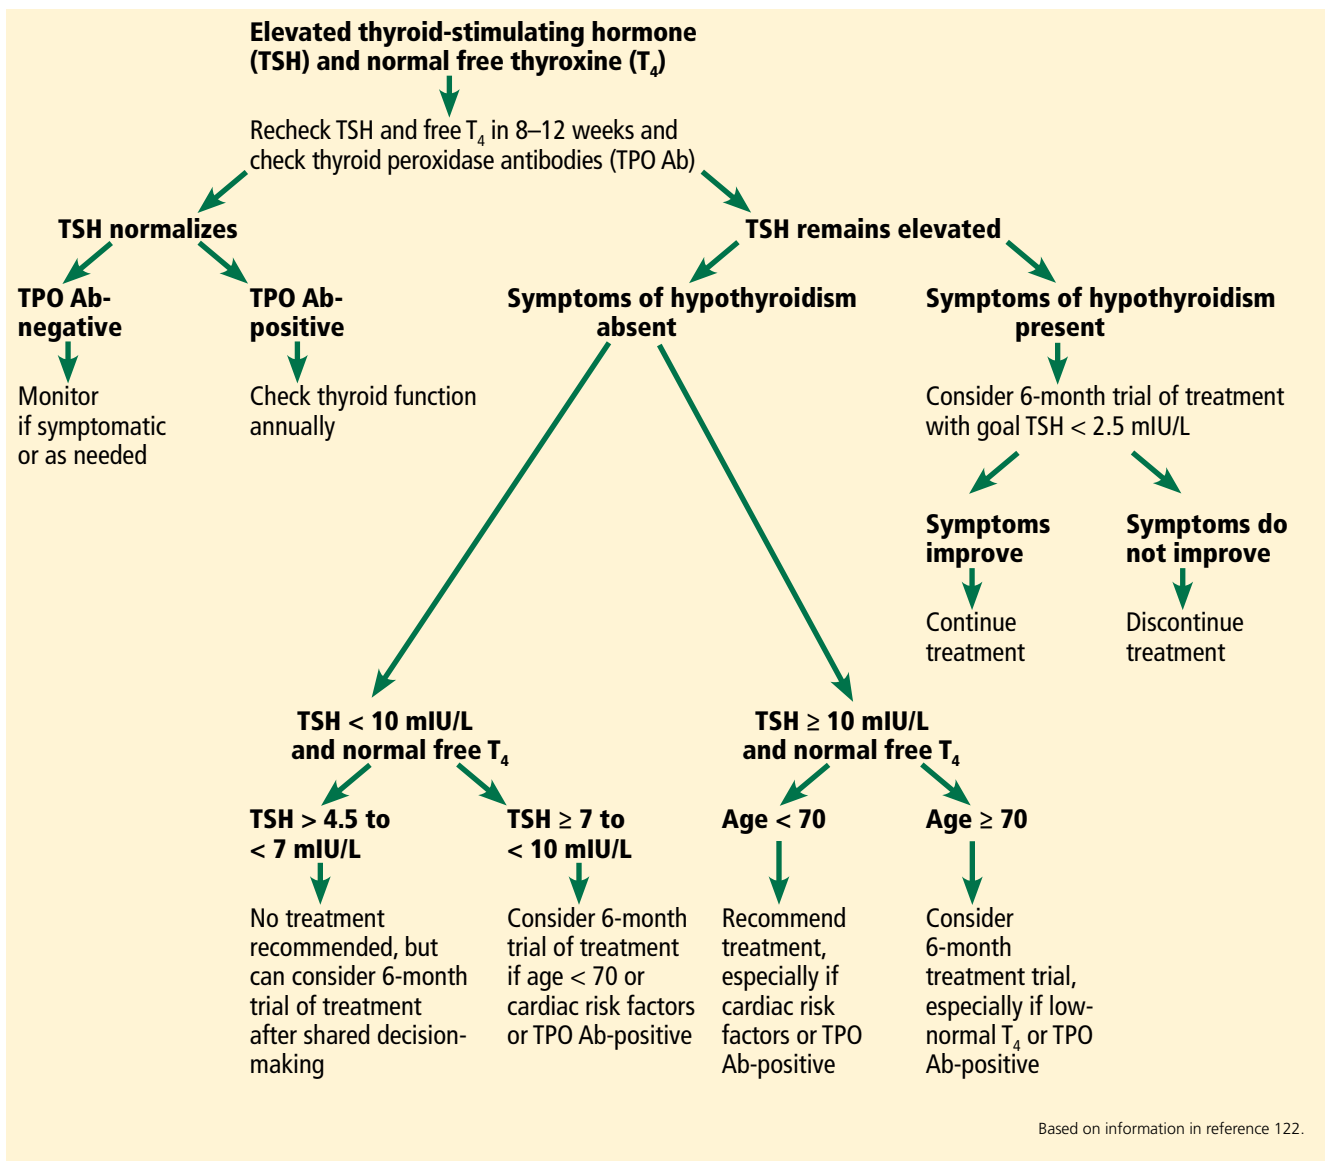 Elevated thyroid-stimulating hormone
(TSH) and normal free thyroxine (T₄)
Recheck TSH and free T₄ in 8–12 weeks and
check thyroid peroxidase antibodies (TPO Ab)
TSH normalizes
TSH remains elevated
TPO Ab-
negative
TPO Ab-
positive
Symptoms of hypothyroidism
absent
Symptoms of hypothyroidism
present
Monitor
if symptomatic
or as needed
Check thyroid function
annually
Consider 6-month trial of treatment
with goal TSH < 2.5 mIU/L
Symptoms
improve
Symptoms do
not improve
Continue
treatment
Discontinue
treatment
TSH < 10 mIU/L
and normal free T₄
TSH ≥ 10 mIU/L
and normal free T₄
TSH > 4.5 to
< 7 mIU/L
TSH ≥ 7 to
< 10 mIU/L
Age < 70
Age ≥ 70
No treatment
recommended, but
can consider 6-month
trial of treatment
after shared decision-
making
Consider 6-month
trial of treatment
if age < 70 or
cardiac risk factors
or TPO Ab-positive
Recommend
treatment,
especially if
cardiac risk
factors or TPO
Ab-positive
Consider
6-month
treatment trial,
especially if low-
normal T₄ or TPO
Ab-positive
Based on information in reference 122.